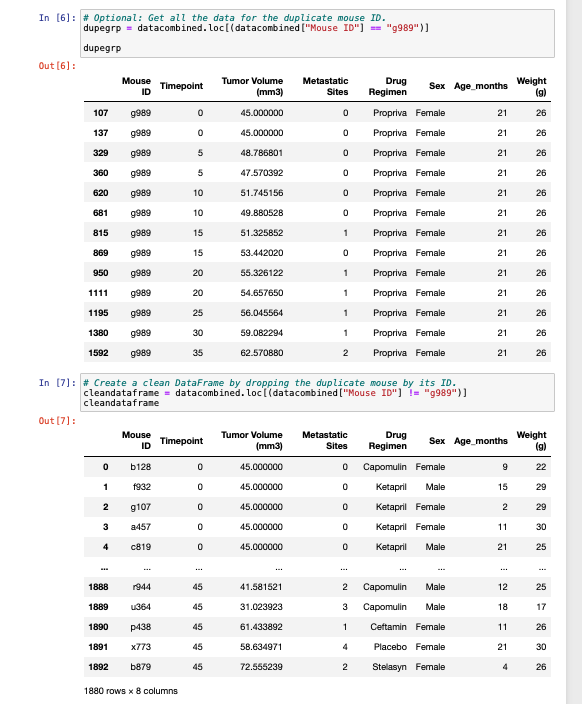 In [6]: # Optional: Get all the data for the duplicate mouse ID.
dupegrp = datacombined.loc[(datacombined["Mouse ID"] == "g989")]
dupegrp
Out[6]:
Mouse ID Timepoint Tumor Volume (mm3) Metastatic Sites Drug Regimen Sex Age_months Weight (g)
107 g989 0 45.000000 0 Propriva Female 21 26
137 g989 0 45.000000 0 Propriva Female 21 26
329 g989 5 48.786801 0 Propriva Female 21 26
360 g989 5 47.570392 0 Propriva Female 21 26
620 g989 10 51.745156 0 Propriva Female 21 26
681 g989 10 49.880528 0 Propriva Female 21 26
815 g989 15 51.325852 1 Propriva Female 21 26
869 g989 15 53.442020 0 Propriva Female 21 26
950 g989 20 55.326122 1 Propriva Female 21 26
1111 g989 20 54.657650 1 Propriva Female 21 26
1195 g989 25 56.045564 1 Propriva Female 21 26
1380 g989 30 59.082294 1 Propriva Female 21 26
1592 g989 35 62.570880 2 Propriva Female 21 26
In [7]: # Create a clean DataFrame by dropping the duplicate mouse by its ID.
cleandataframe = datacombined.loc[(datacombined["Mouse ID"] != "g989")]
cleandataframe
Out[7]:
Mouse ID Timepoint Tumor Volume (mm3) Metastatic Sites Drug Regimen Sex Age_months Weight (g)
0 b128 0 45.000000 0 Capomulin Female 9 22
1 f932 0 45.000000 0 Ketapril Male 15 29
2 g107 0 45.000000 0 Ketapril Female 2 29
3 a457 0 45.000000 0 Ketapril Female 11 30
4 c819 0 45.000000 0 Ketapril Male 21 25
... ... ... ... ... ... ... ... ...
1888 r944 45 41.581521 2 Capomulin Male 12 25
1889 u364 45 31.023923 3 Capomulin Male 18 17
1890 p438 45 61.433892 1 Ceftamin Female 11 26
1891 x773 45 58.634971 4 Placebo Female 21 30
1892 b879 45 72.555239 2 Stelasyn Female 4 26
1880 rows × 8 columns